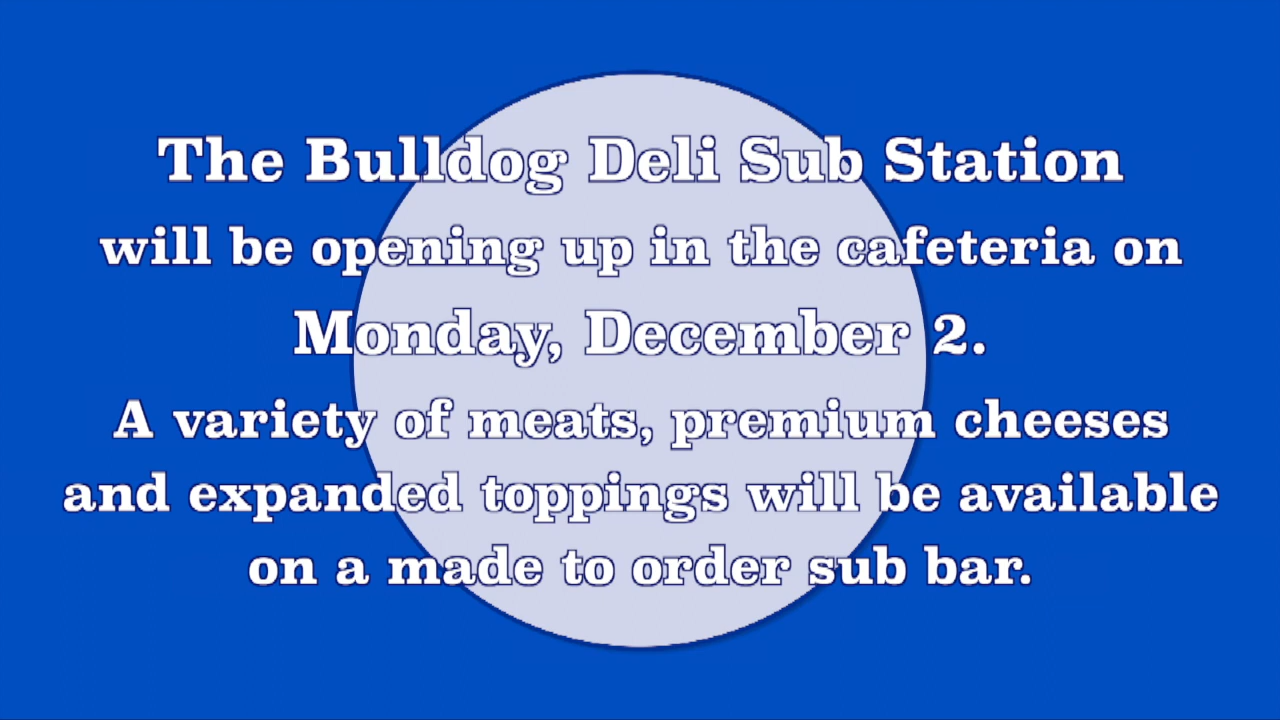 The Bulldog Deli Sub Station
will be opening up in the cafeteria on
Monday, December 2.
A variety of meats, premium cheeses
and expanded toppings will be available
on a made to order sub bar.